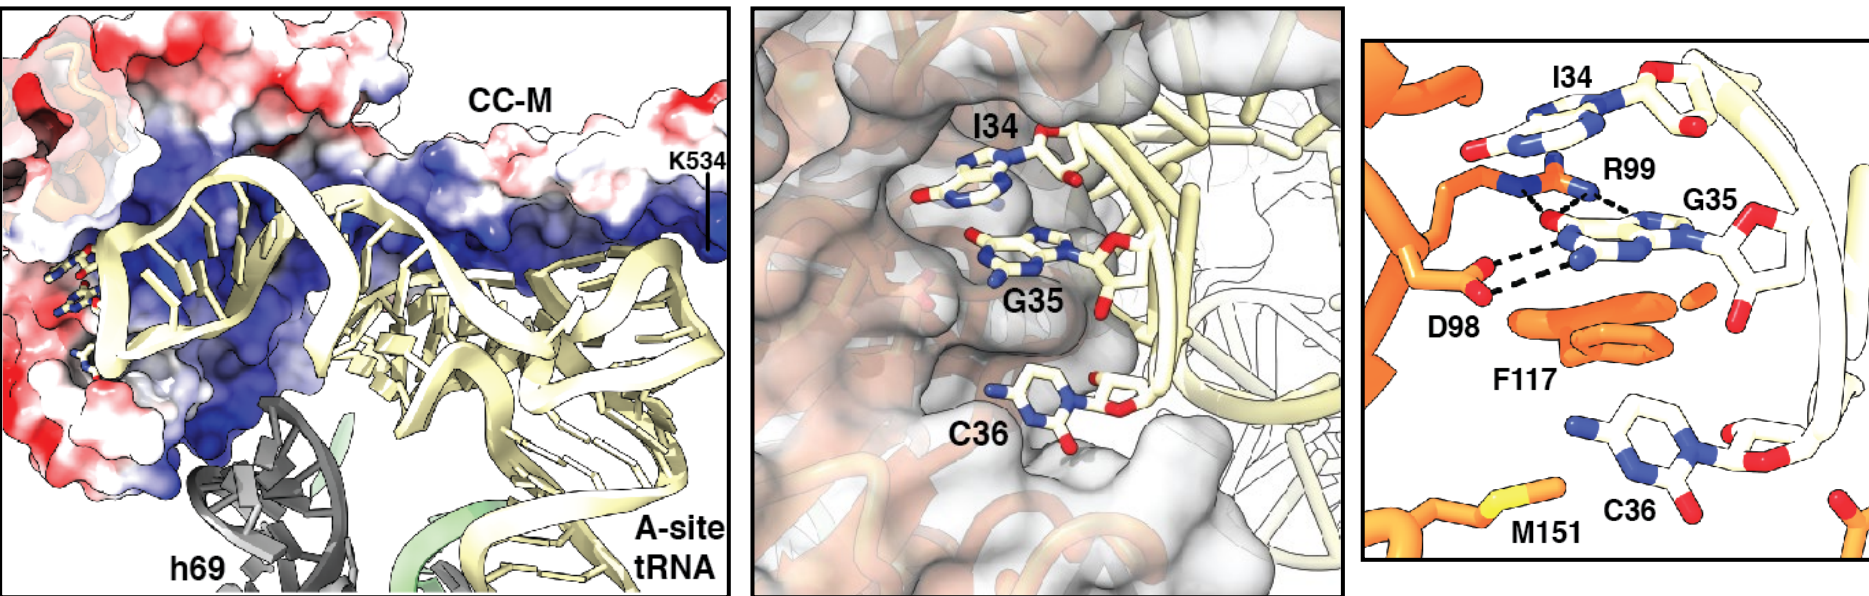 CC-M
K534
h69
A-site
tRNA
I34
G35
C36
I34
R99
G35
D98
F117
C36
M151